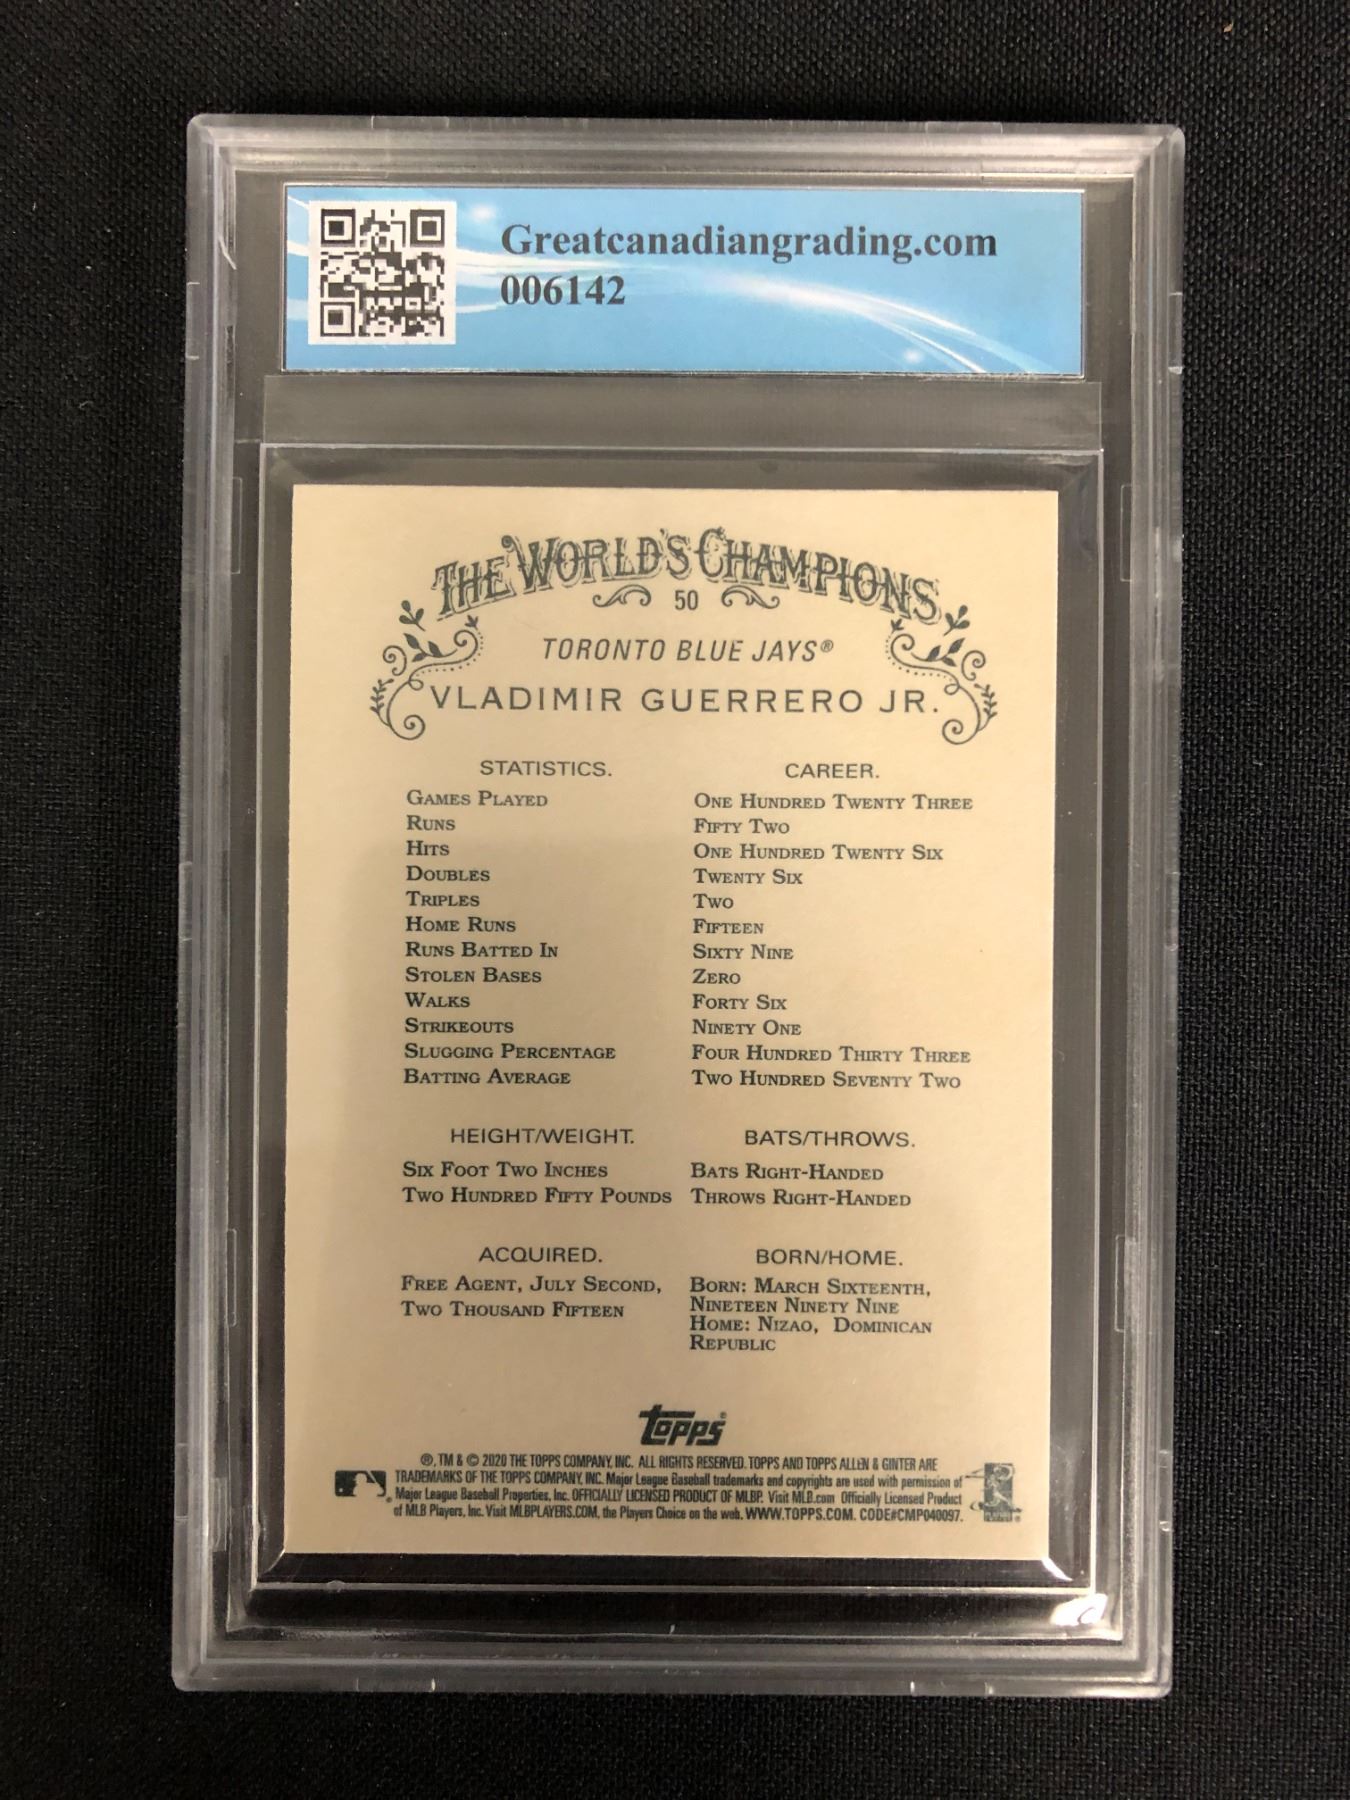 Greatcanadiangrading.com
006142
THE WORLD'S CHAMPIONS
50
TORONTO BLUE JAYS®
VLADIMIR GUERRERO JR.
STATISTICS. CAREER.
GAMES PLAYED ONE HUNDRED TWENTY THREE
RUNS FIFTY TWO
HITS ONE HUNDRED TWENTY SIX
DOUBLES TWENTY SIX
TRIPLES TWO
HOME RUNS FIFTEEN
RUNS BATTED IN SIXTY NINE
STOLEN BASES ZERO
WALKS FORTY SIX
STRIKEOUTS NINETY ONE
SLUGGING PERCENTAGE FOUR HUNDRED THIRTY THREE
BATTING AVERAGE TWO HUNDRED SEVENTY TWO
HEIGHT/WEIGHT. BATS/THROWS.
SIX FOOT TWO INCHES BATS RIGHT-HANDED
TWO HUNDRED FIFTY POUNDS THROWS RIGHT-HANDED
ACQUIRED. BORN/HOME.
FREE AGENT, JULY SECOND,
TWO THOUSAND FIFTEEN
BORN: MARCH SIXTEENTH,
NINETEEN NINETY NINE
HOME: NIZAO, DOMINICAN
REPUBLIC
topps®
®, TM & © 2020 THE TOPPS COMPANY, INC. ALL RIGHTS RESERVED. TOPPS AND TOPPS ALLEN & GINTER ARE
TRADEMARKS OF THE TOPPS COMPANY, INC. Major League Baseball trademarks and copyrights are used with permission of
Major League Baseball Properties, Inc. OFFICIALLY LICENSED PRODUCT OF MLBP. Visit MLB.com Officially Licensed Product
of MLB Players, Inc. Visit MLBPLAYERS.COM, the Players Choice on the web. WWW.TOPPS.COM. CODE#CMP040097.